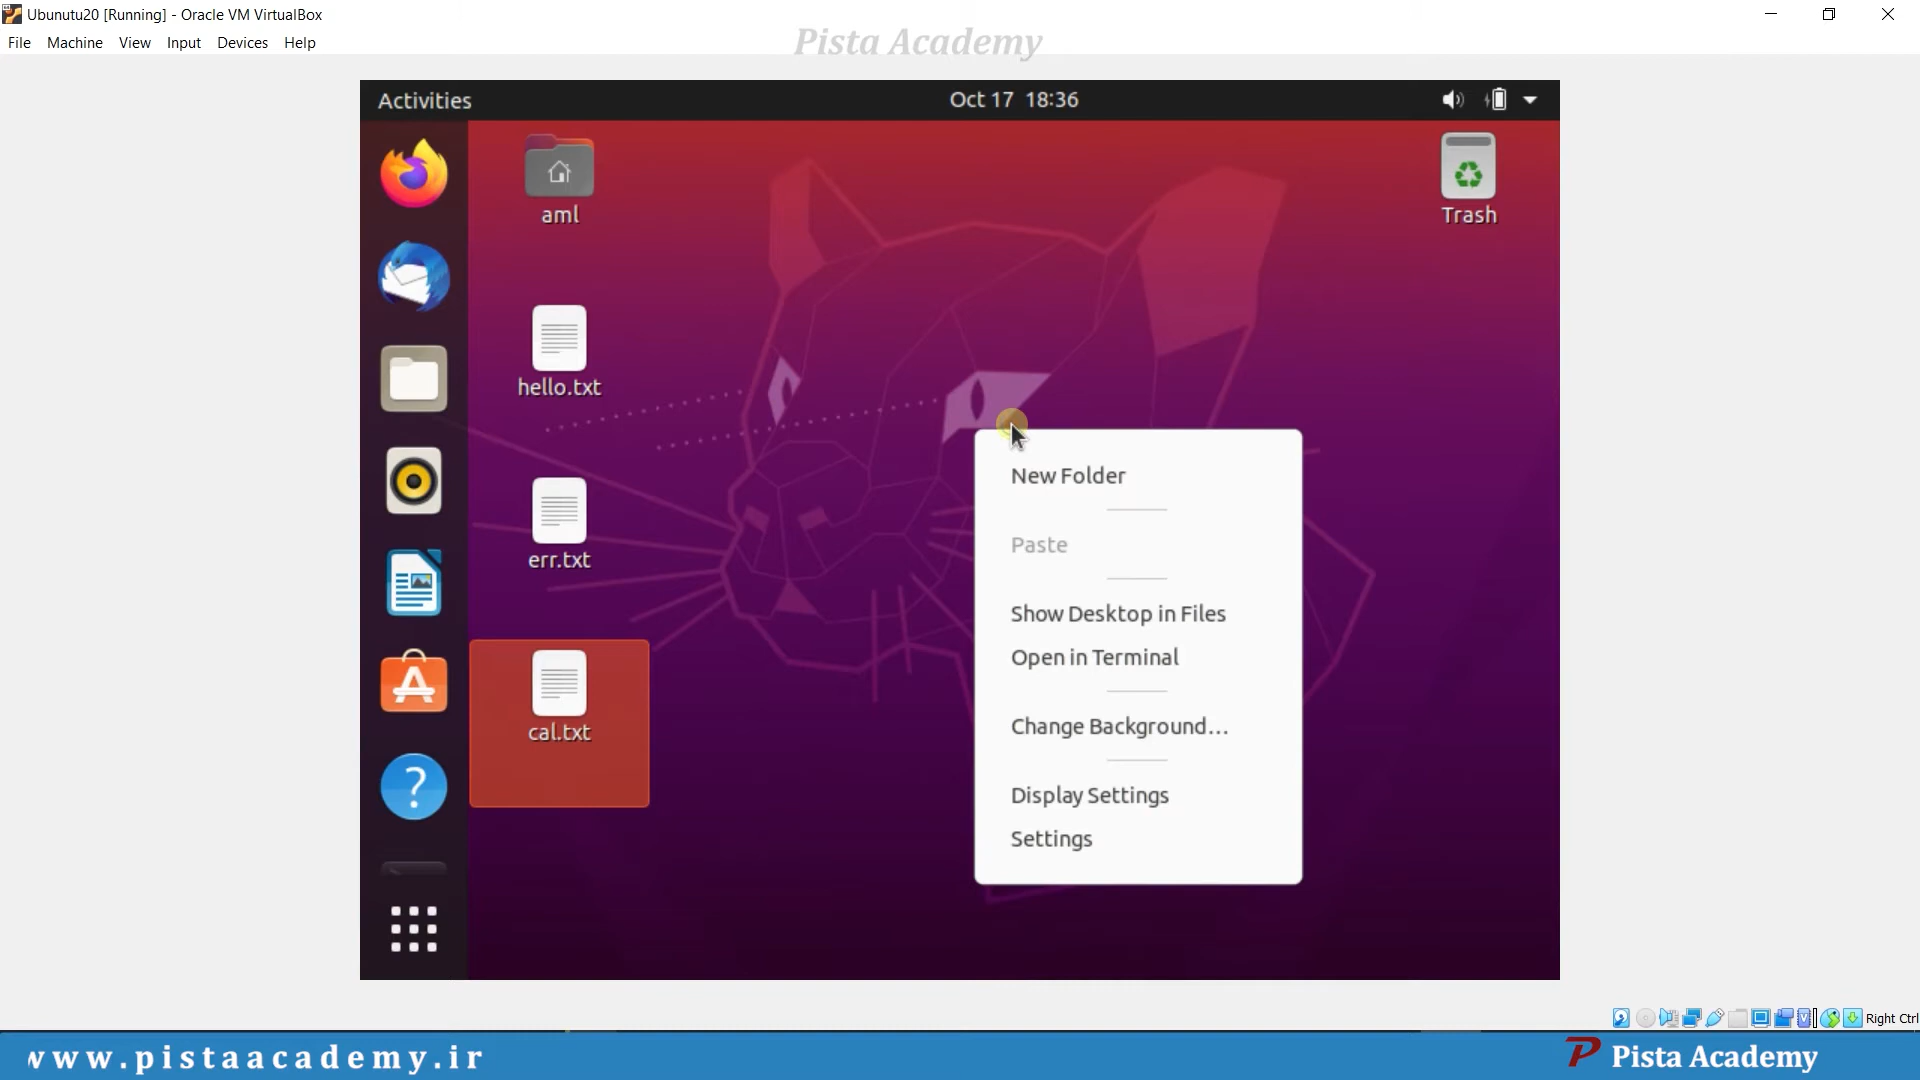 Ubunutu20 [Running] - Oracle VM VirtualBox
File Machine View Input Devices Help
Pista Academy
Activities
Oct 17 18:36
aml
Trash
hello.txt
err.txt
cal.txt
New Folder
Paste
Show Desktop in Files
Open in Terminal
Change Background...
Display Settings
Settings
Right Ctrl
www.pistaacademy.ir
Pista Academy